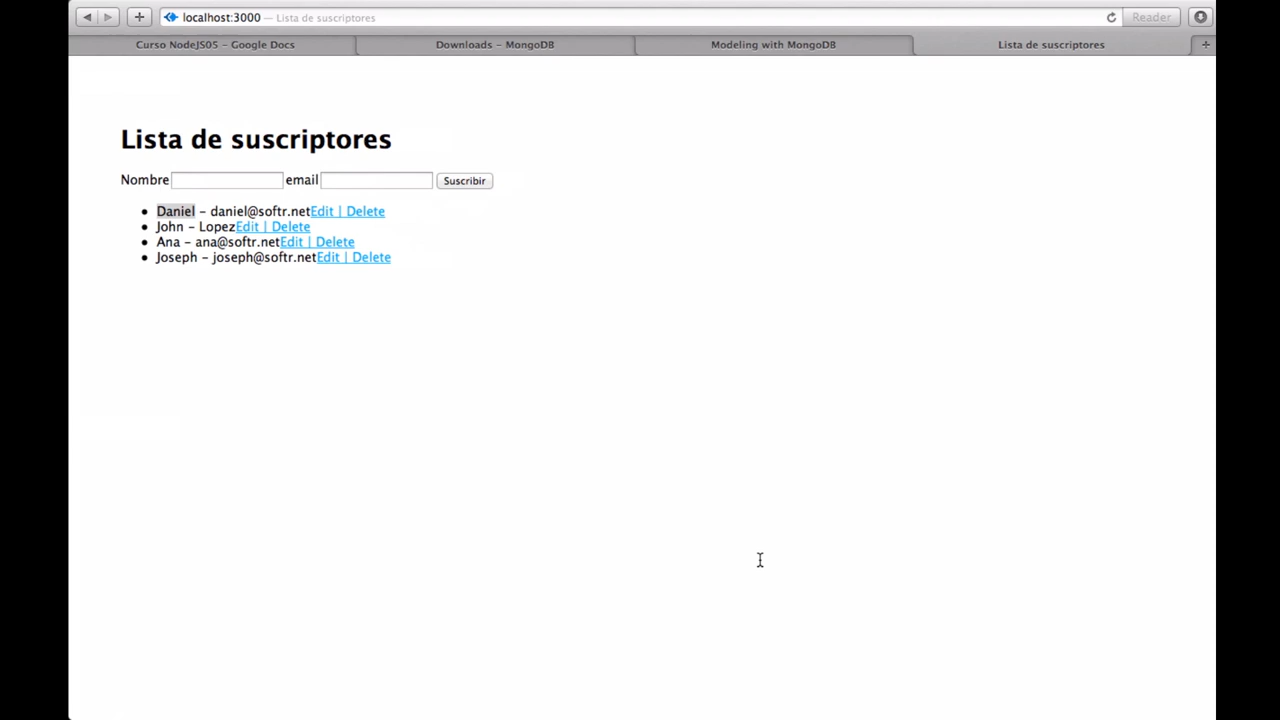 localhost:3000 — Lista de suscriptores
Reader
Curso NodeJS05 – Google Docs
Downloads – MongoDB
Modeling with MongoDB
Lista de suscriptores
Lista de suscriptores
Nombre email Suscribir
Daniel – daniel@softr.netEdit | Delete
John – LopezEdit | Delete
Ana – ana@softr.netEdit | Delete
Joseph – joseph@softr.netEdit | Delete